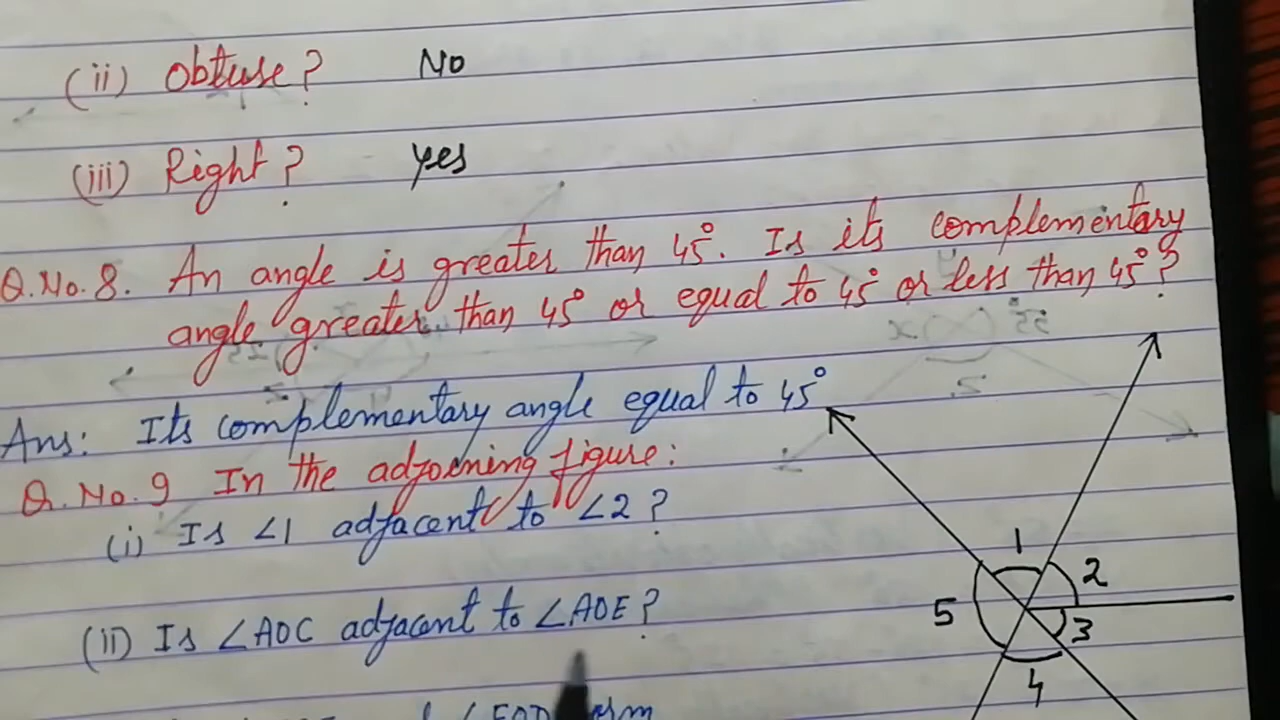 (ii) Obtuse? No
(iii) Right? Yes
Q.No.8. An angle is greater than 45°. Is its complementary
angle greater than 45° or equal to 45° or less than 45°?
Ans: Its complementary angle equal to 45°
Q.No.9 In the adjoining figure:
(i) Is ∠1 adjacent to ∠2?
(ii) Is ∠AOC adjacent to ∠AOE?
1
2
5
3
4